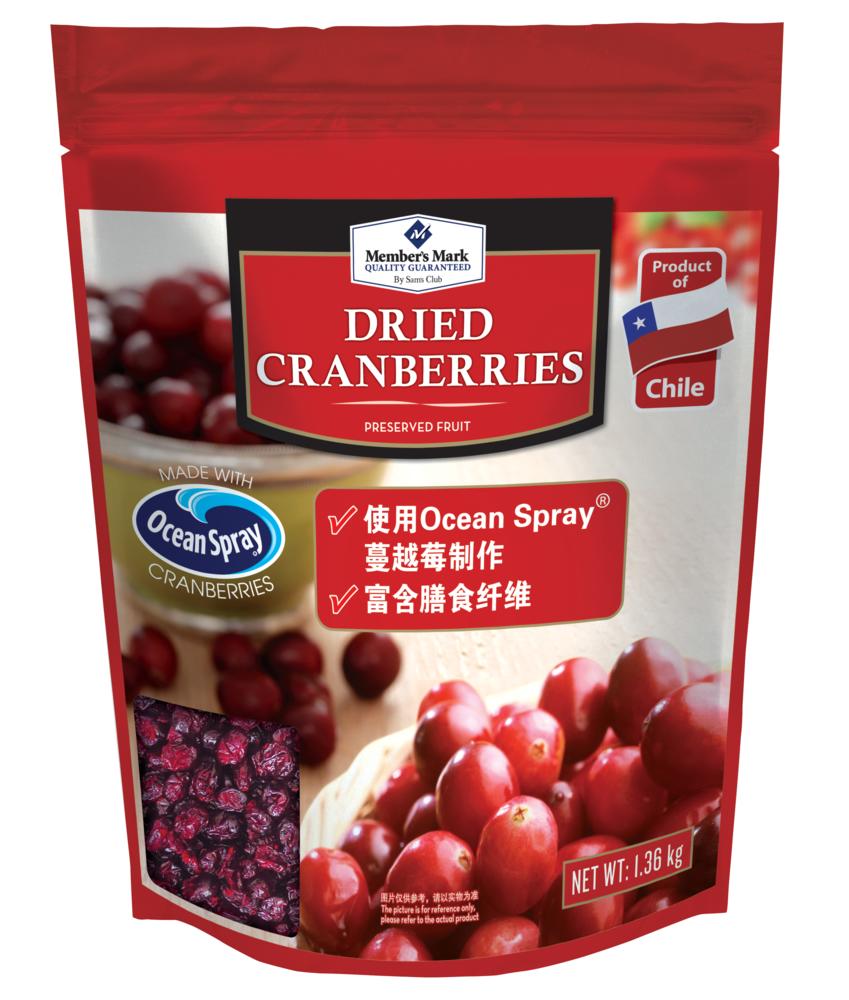 Member's Mark
QUALITY GUARANTEED
By Sams Club
DRIED
CRANBERRIES
PRESERVED FRUIT
Product
of
Chile
MADE WITH
Ocean Spray®
CRANBERRIES
使用Ocean Spray®
蔓越莓制作
富含膳食纤维
NET WT: 1.36 kg
图片仅供参考，请以实物为准
The picture is for reference only,
please refer to the actual product